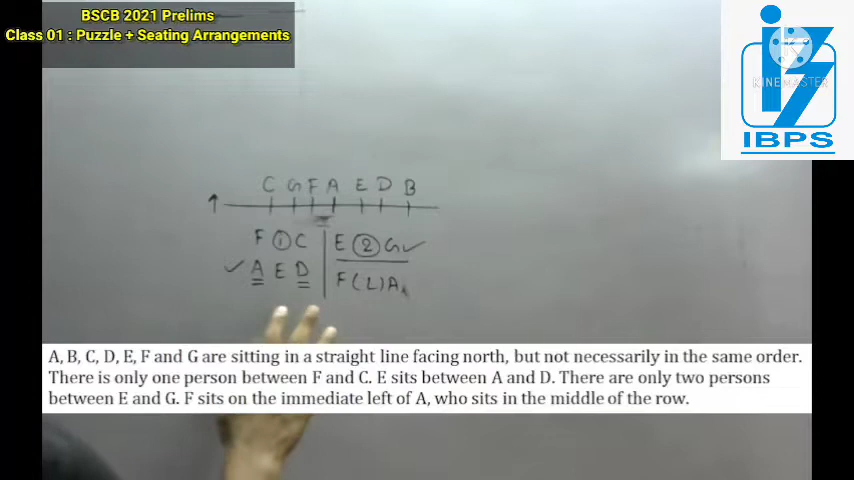 BSCB 2021 Prelims
Class 01 : Puzzle + Seating Arrangements
KINEMASTER
IBPS
C G F A E D B
F ① C E ② G
A E D F (L) A
A, B, C, D, E, F and G are sitting in a straight line facing north, but not necessarily in the same order.
There is only one person between F and C. E sits between A and D. There are only two persons
between E and G. F sits on the immediate left of A, who sits in the middle of the row.